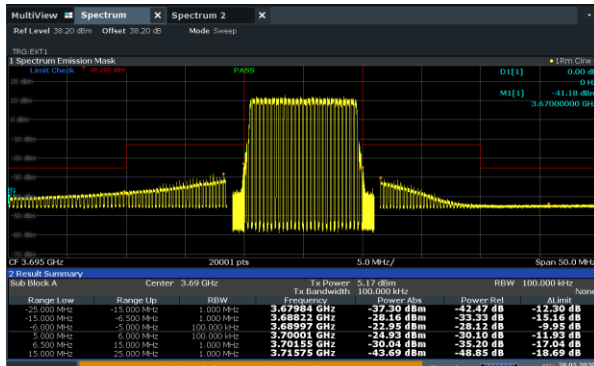 MultiView Spectrum X Spectrum 2 X
Ref Level 38.20 dBm Offset 38.20 dB Mode Sweep
TRG:EXT1
1 Spectrum Emission Mask 1Rm Clrw
Limit Check PASS D1[1] 0.00 d
0 H
M1[1] -41.18 dBm
3.67000000 GH
CF 3.695 GHz 20001 pts 5.0 MHz/ Span 50.0 MHz
2 Result Summary
Sub Block A Center 3.69 GHz Tx Power 5.17 dBm RBW 100.000 kHz
Tx Bandwidth 100.000 kHz None
Range Low Range Up RBW Frequency Power Abs Power Rel ΔLimit
-25.000 MHz -15.000 MHz 1.000 MHz 3.67984 GHz -37.30 dBm -42.47 dB -12.30 dB
-15.000 MHz -6.500 MHz 1.000 MHz 3.68822 GHz -38.16 dBm -33.33 dB -15.16 dB
-6.000 MHz -5.000 MHz 100.000 kHz 3.68997 GHz -22.95 dBm -28.12 dB -9.95 dB
5.000 MHz 6.000 MHz 100.000 kHz 3.70001 GHz -24.93 dBm -30.10 dB -11.93 dB
6.500 MHz 15.000 MHz 1.000 MHz 3.70155 GHz -30.04 dBm -35.20 dB -17.04 dB
15.000 MHz 25.000 MHz 1.000 MHz 3.71575 GHz -43.69 dBm -48.85 dB -18.69 dB